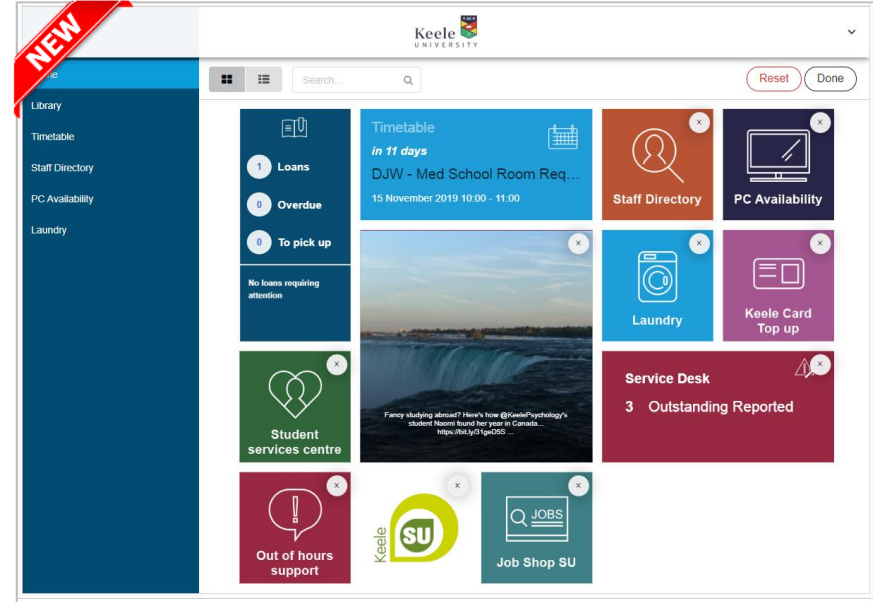 NEW
Keele
UNIVERSITY
Search...
Reset
Done
Library
Timetable
Staff Directory
PC Availability
Laundry
1 Loans
0 Overdue
0 To pick up
No loans requiring
attention
Timetable
in 11 days
DJW - Med School Room Req...
15 November 2019 10:00 - 11:00
x
Staff Directory
x
PC Availability
x
Fancy studying abroad? Here's how @KeelePsychology's
student Naomi found her year in Canada...
https://bit.ly/31geD5S ...
x
Laundry
x
Keele Card
Top up
x
Student
services centre
x
Service Desk
3 Outstanding Reported
x
Out of hours
support
x
Keele
SU
x
JOBS
Job Shop SU